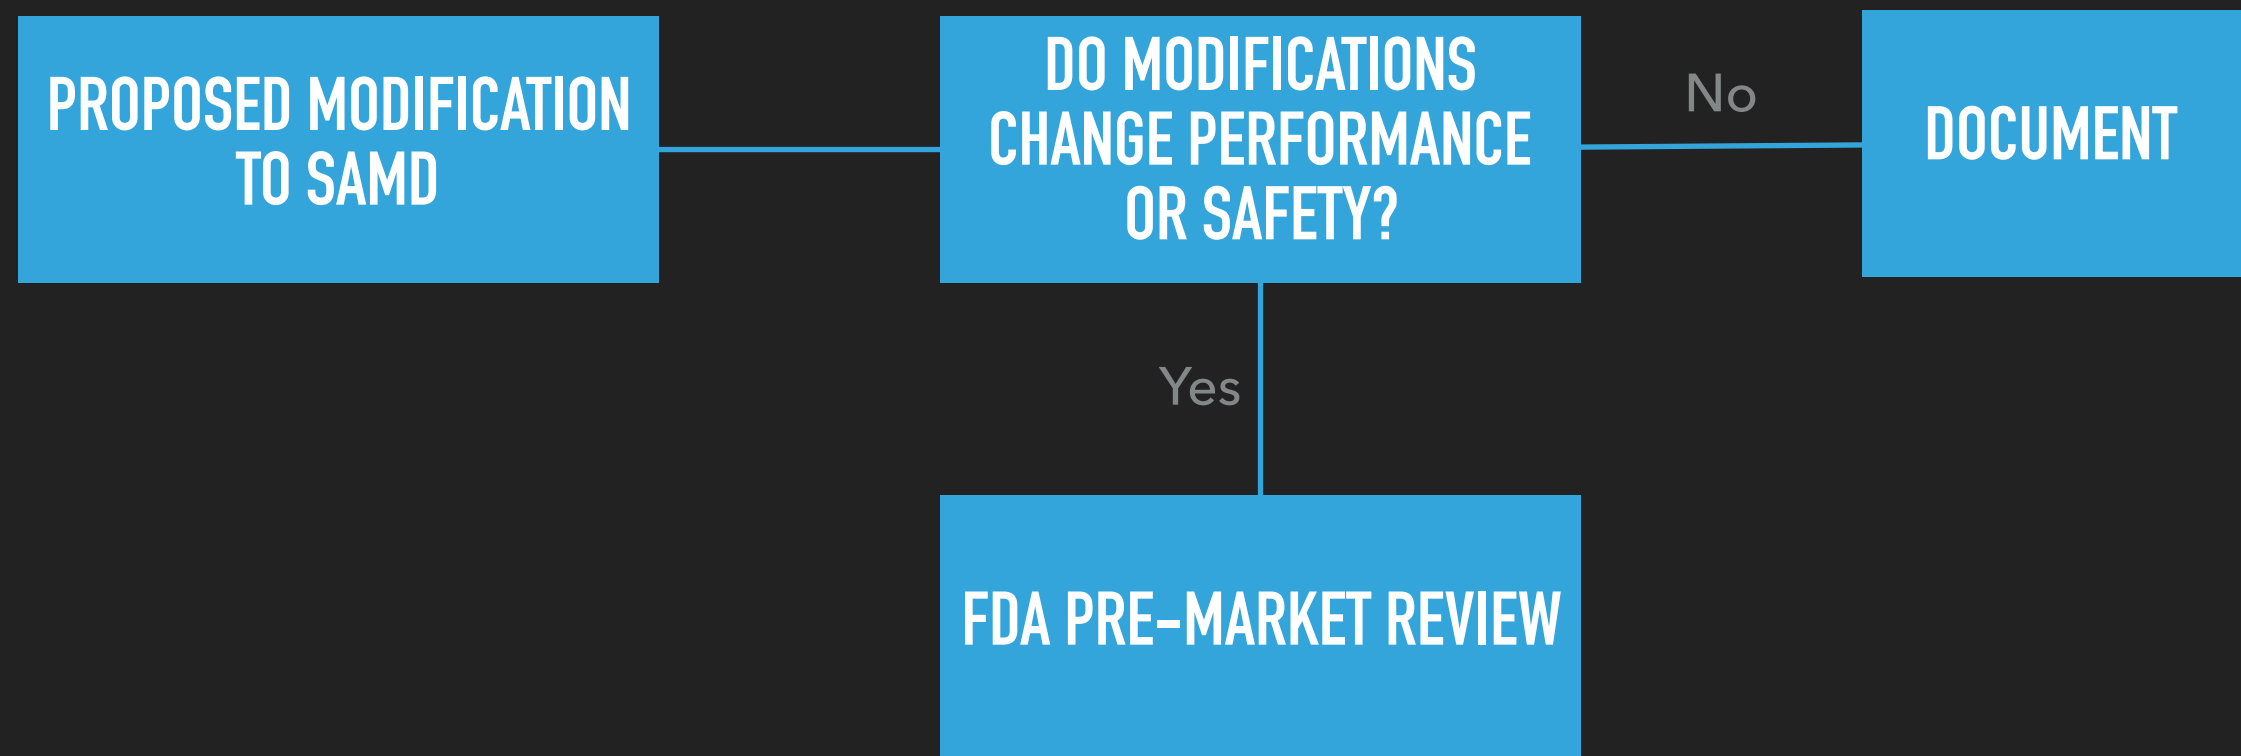 PROPOSED MODIFICATION
TO SAMD
DO MODIFICATIONS
CHANGE PERFORMANCE
OR SAFETY?
No
DOCUMENT
Yes
FDA PRE-MARKET REVIEW